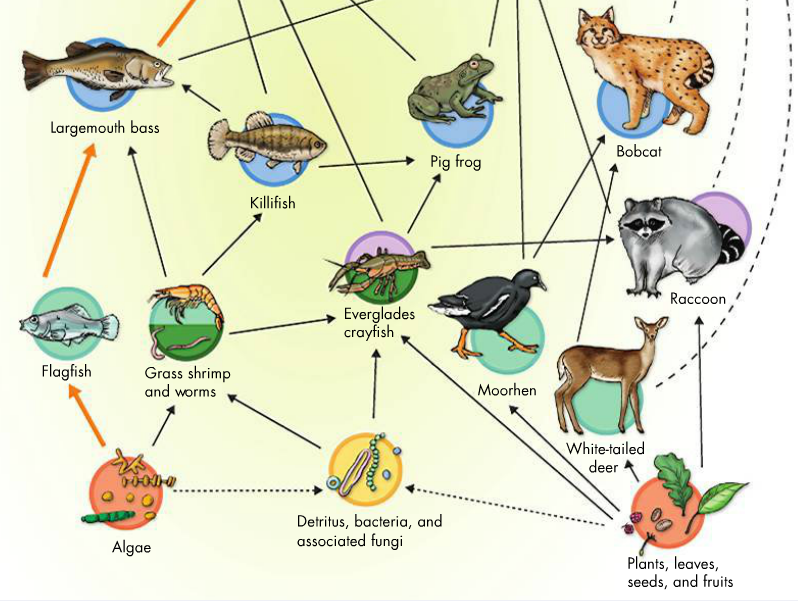 Largemouth bass
Pig frog
Bobcat
Killifish
Raccoon
Everglades
crayfish
Flagfish
Grass shrimp
and worms
Moorhen
White-tailed
deer
Detritus, bacteria, and
associated fungi
Algae
Plants, leaves,
seeds, and fruits